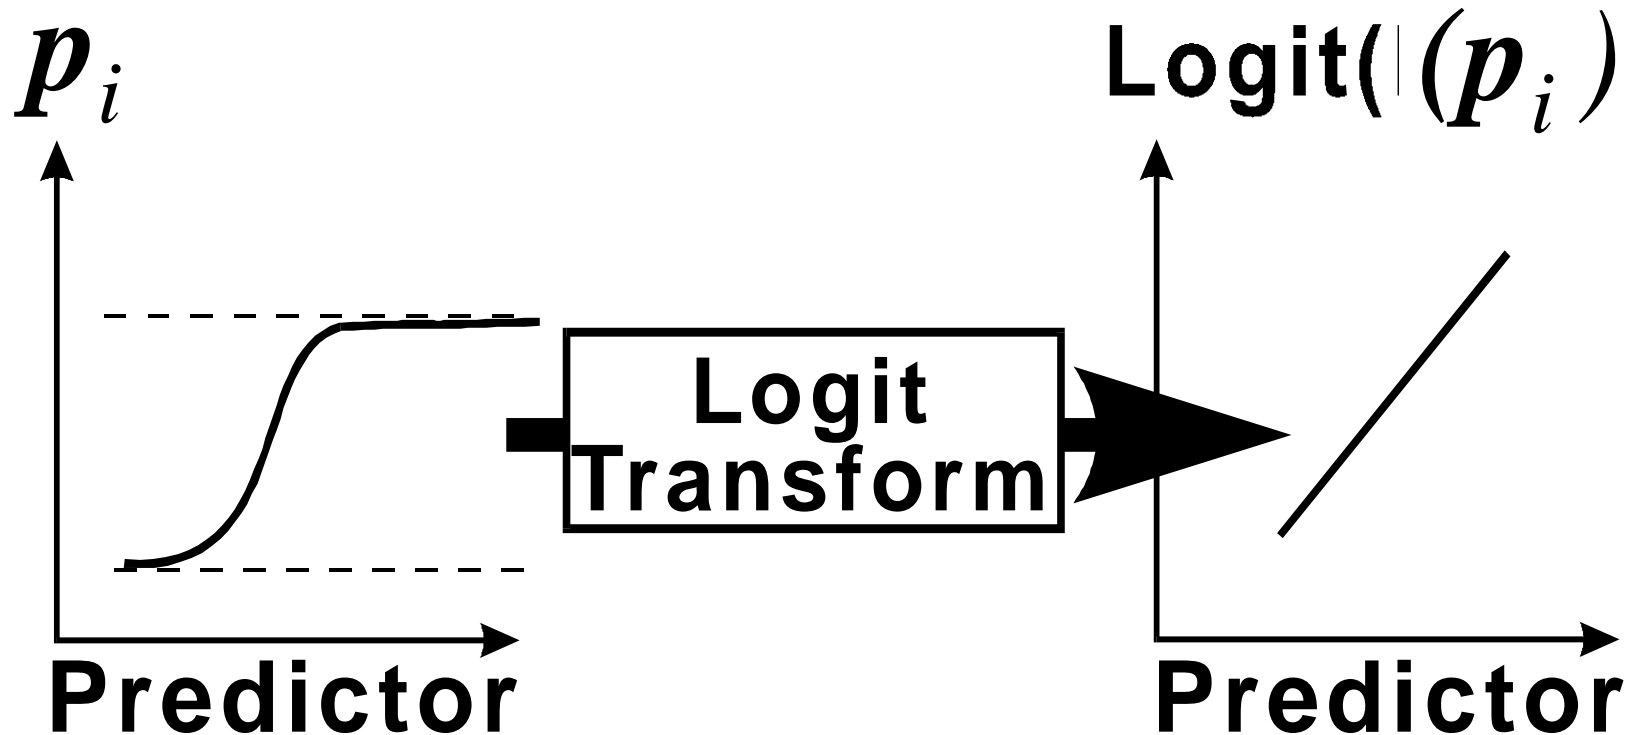 p i
Logit( (p i )
Logit
Transform
Predictor
Predictor